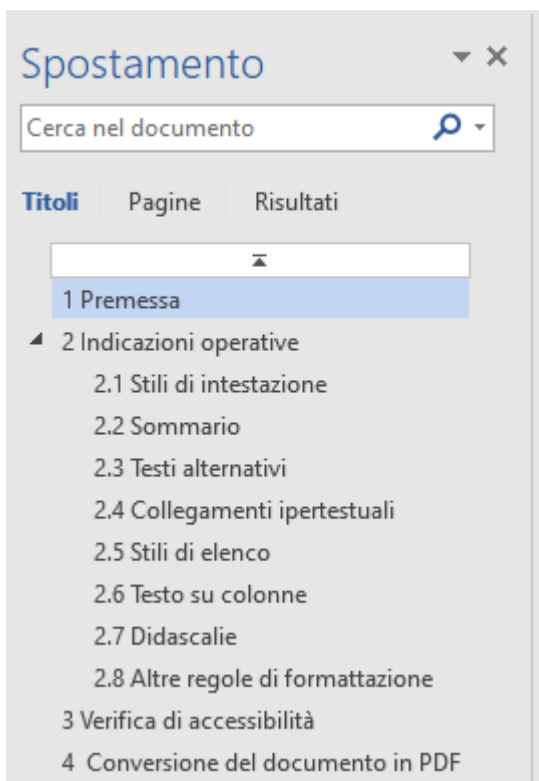 Spostamento
Cerca nel documento
Titoli Pagine Risultati
1 Premessa
2 Indicazioni operative
2.1 Stili di intestazione
2.2 Sommario
2.3 Testi alternativi
2.4 Collegamenti ipertestuali
2.5 Stili di elenco
2.6 Testo su colonne
2.7 Didascalie
2.8 Altre regole di formattazione
3 Verifica di accessibilità
4 Conversione del documento in PDF